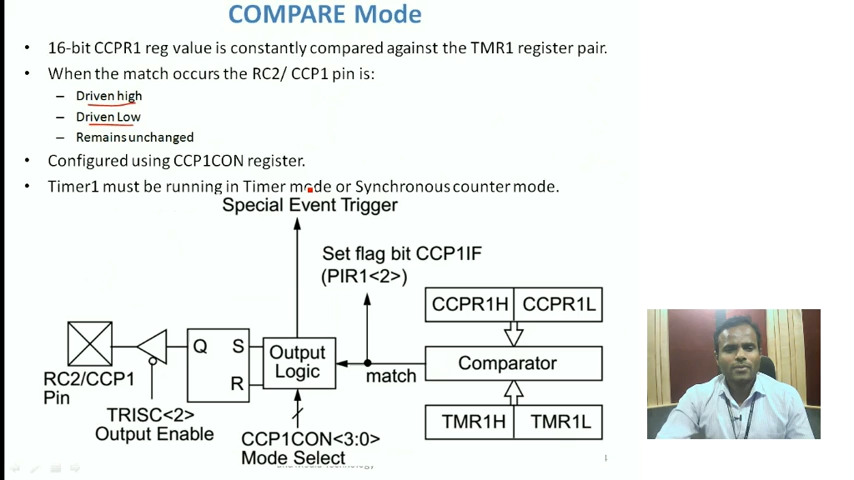 COMPARE Mode
• 16-bit CCPR1 reg value is constantly compared against the TMR1 register pair.
• When the match occurs the RC2/ CCP1 pin is:
– Driven high
– Driven Low
– Remains unchanged
• Configured using CCP1CON register.
• Timer1 must be running in Timer mode or Synchronous counter mode.
Special Event Trigger
Set flag bit CCP1IF
(PIR1<2>)
CCPR1H CCPR1L
Q S
R
Output
Logic
match
Comparator
RC2/CCP1
Pin
TRISC<2>
Output Enable
TMR1H TMR1L
CCP1CON<3:0>
Mode Select
1